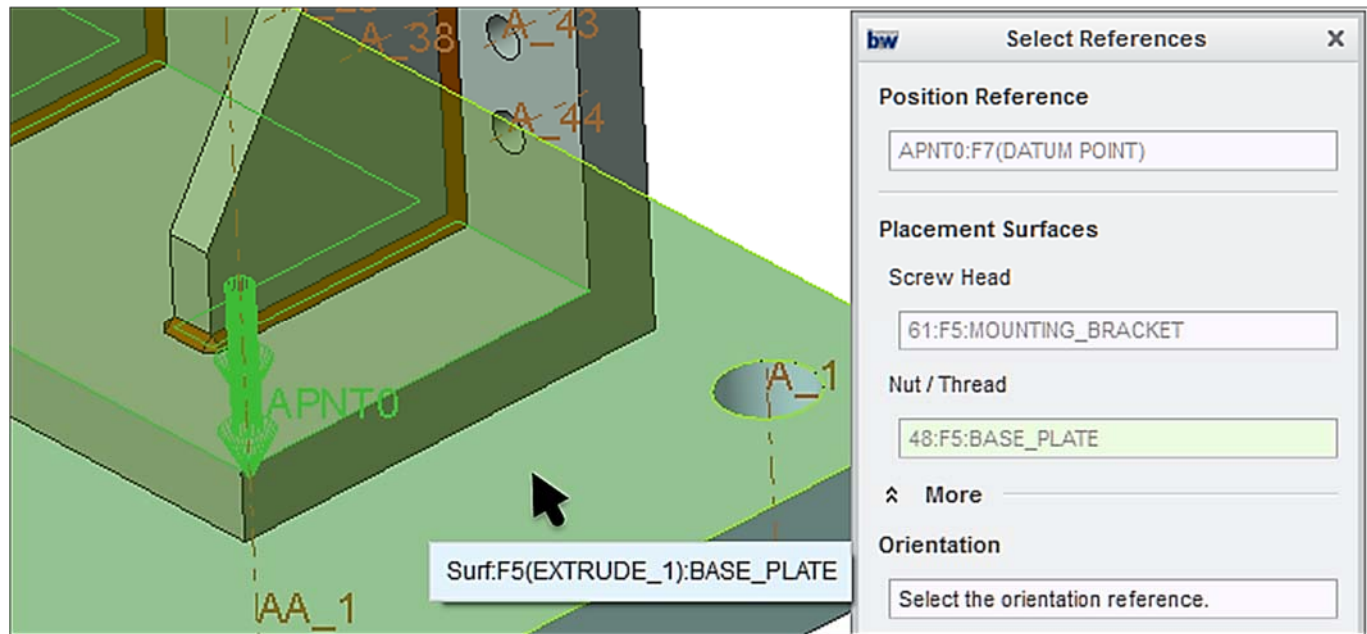 A_38
A_43
A_44
APNT0
A_1
AA_1
Surf:F5(EXTRUDE_1):BASE_PLATE
bw
Select References
Position Reference
APNT0:F7(DATUM POINT)
Placement Surfaces
Screw Head
61:F5:MOUNTING_BRACKET
Nut / Thread
48:F5:BASE_PLATE
More
Orientation
Select the orientation reference.